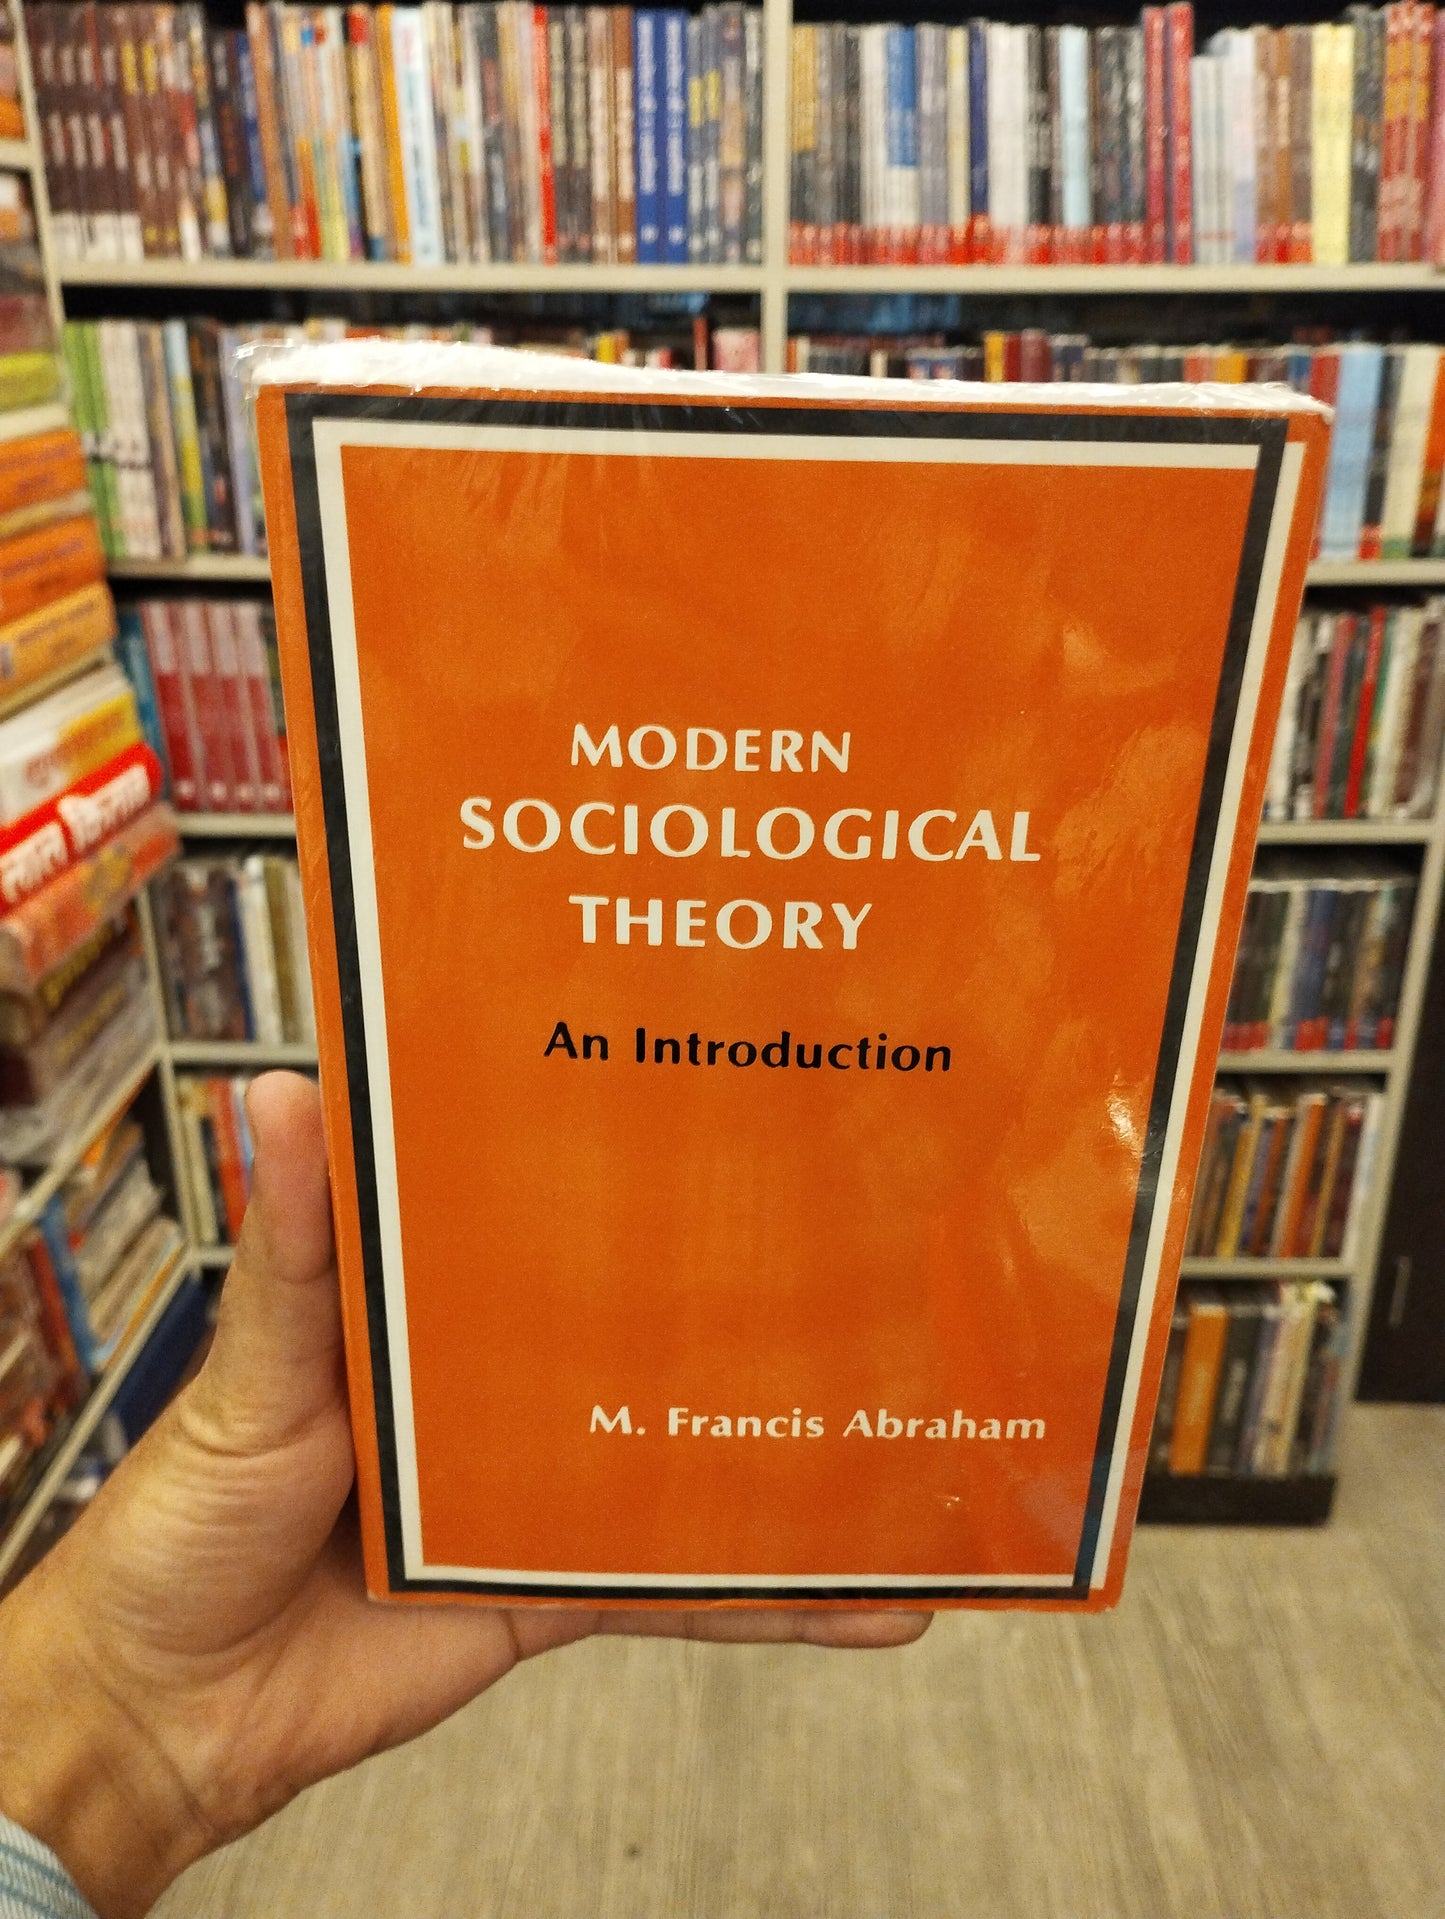 MODERN
SOCIOLOGICAL
THEORY
An Introduction
M. Francis Abraham